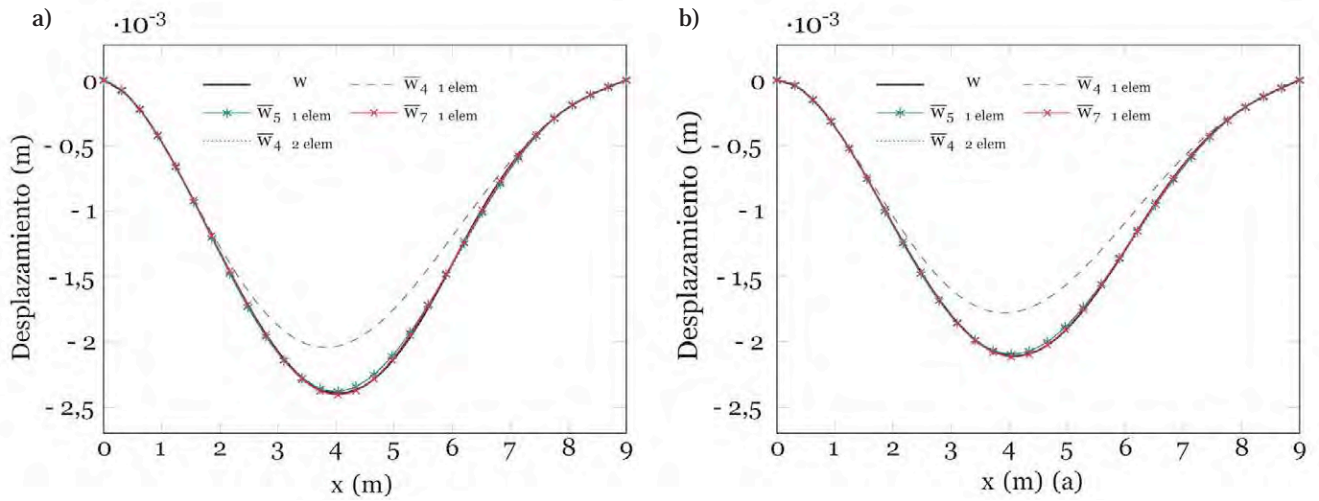 a)
·10⁻³
Desplazamiento (m)
0
- 0,5
- 1
- 1,5
- 2
- 2,5
w
w̅₄ 1 elem
w̅₅ 1 elem
w̅₇ 1 elem
w̅₄ 2 elem
0 1 2 3 4 5 6 7 8 9
x (m)
b)
·10⁻³
Desplazamiento (m)
0
- 0,5
- 1
- 1,5
- 2
- 2,5
w
w̅₄ 1 elem
w̅₅ 1 elem
w̅₇ 1 elem
w̅₄ 2 elem
0 1 2 3 4 5 6 7 8 9
x (m) (a)